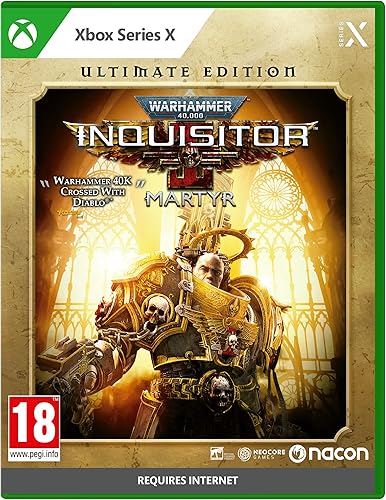 Xbox Series X
SERIES X
ULTIMATE EDITION
WARHAMMER
40,000
INQUISITOR
MARTYR
"WARHAMMER 40K
CROSSED WITH
DIABLO"
18
www.pegi.info
NEOCORE
GAMES
nacon
REQUIRES INTERNET